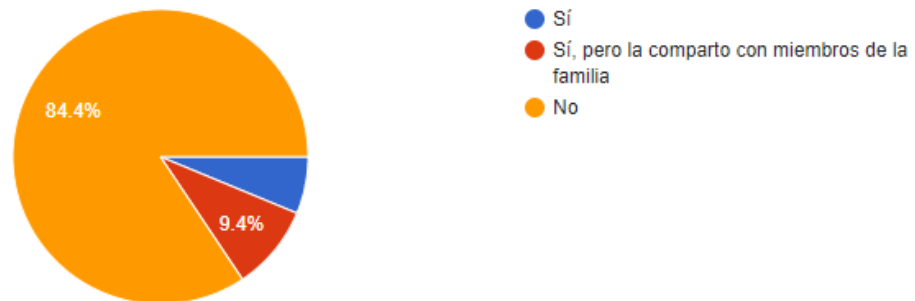 84.4%
9.4%
Sí
Sí, pero la comparto con miembros de la
familia
No